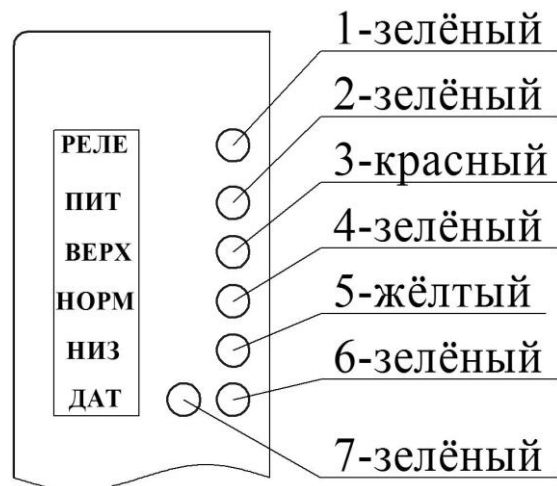 1-зелёный
2-зелёный
РЕЛЕ
3-красный
ПИТ
4-зелёный
ВЕРХ
5-жёлтый
НОРМ
6-зелёный
НИЗ
ДАТ
7-зелёный